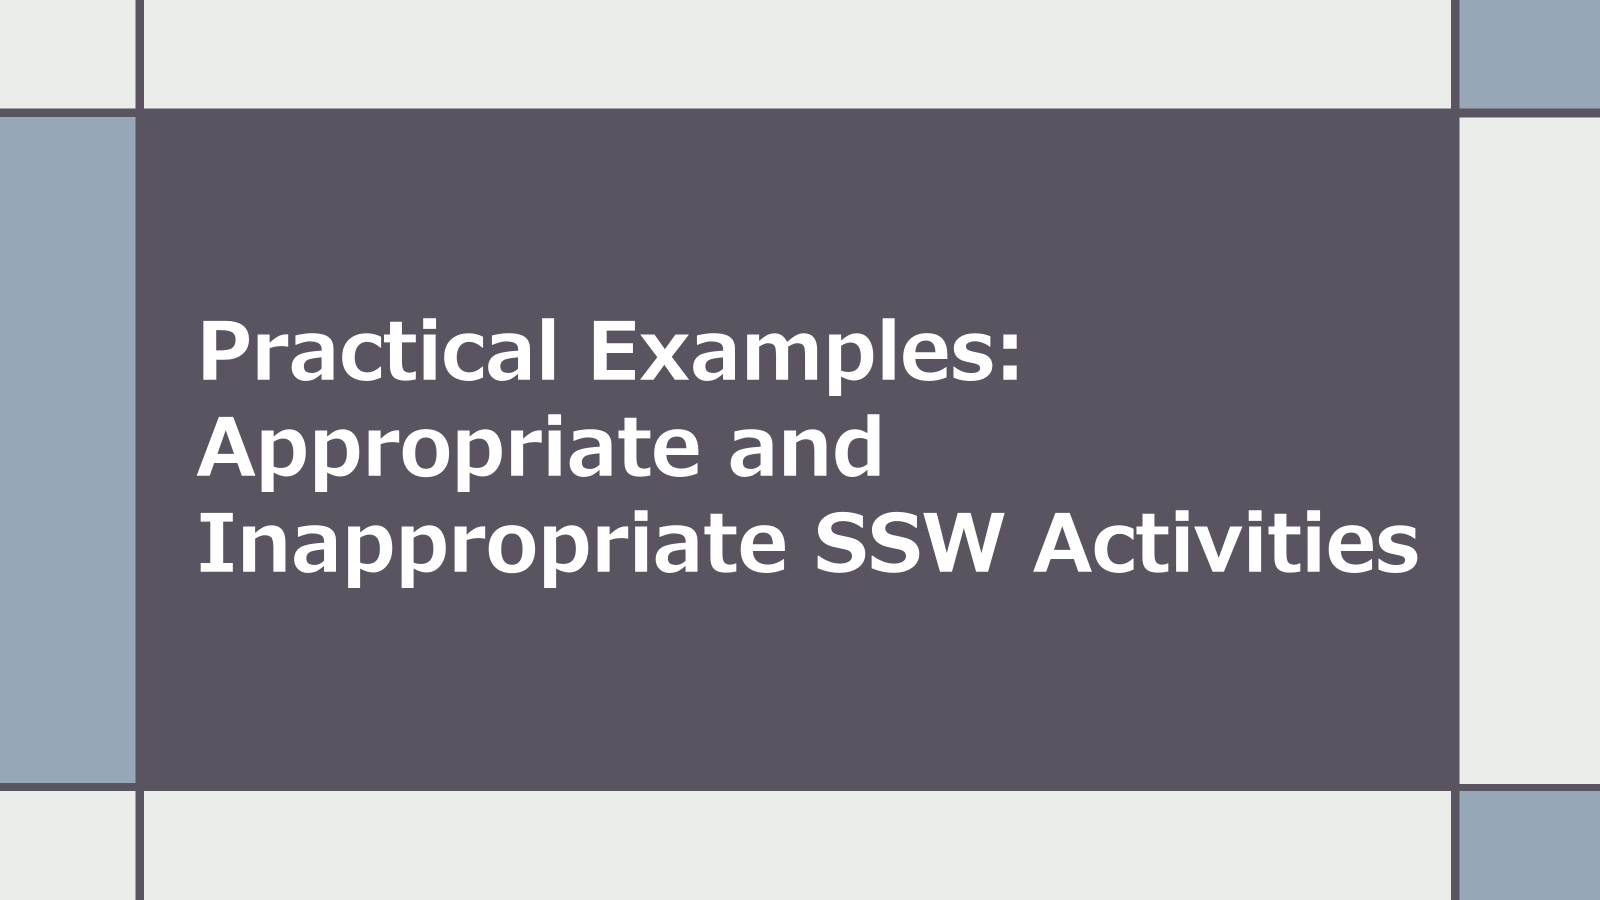 Practical Examples:
Appropriate and
Inappropriate SSW Activities